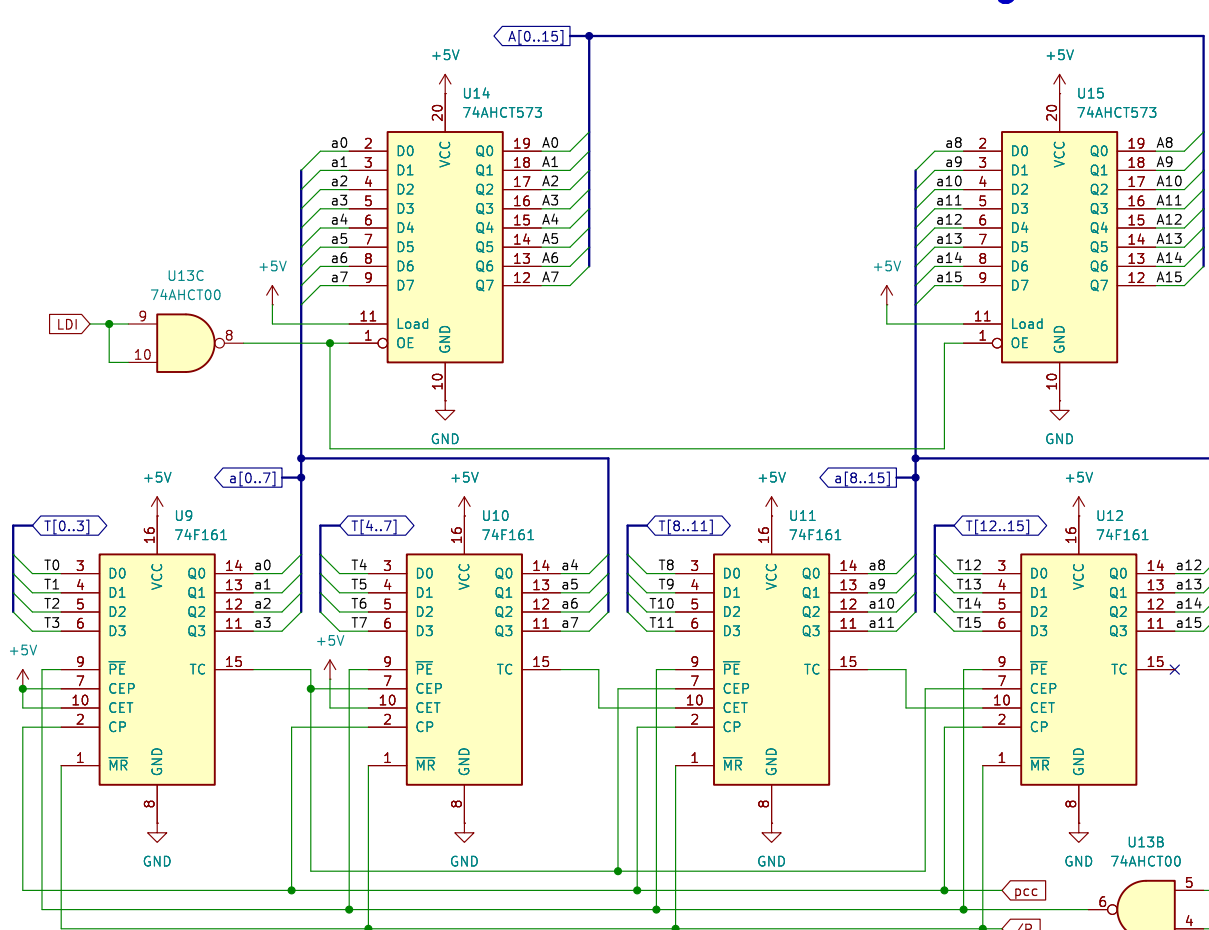 A[0..15]
+5V
U14
74AHCT573
20
VCC
a0 2 D0 Q0 19 A0
a1 3 D1 Q1 18 A1
a2 4 D2 Q2 17 A2
a3 5 D3 Q3 16 A3
a4 6 D4 Q4 15 A4
a5 7 D5 Q5 14 A5
a6 8 D6 Q6 13 A6
a7 9 D7 Q7 12 A7
+5V
11 Load
1 OE
GND
10
GND
+5V
U15
74AHCT573
20
VCC
a8 2 D0 Q0 19 A8
a9 3 D1 Q1 18 A9
a10 4 D2 Q2 17 A10
a11 5 D3 Q3 16 A11
a12 6 D4 Q4 15 A12
a13 7 D5 Q5 14 A13
a14 8 D6 Q6 13 A14
a15 9 D7 Q7 12 A15
+5V
11 Load
1 OE
GND
10
GND
U13C
74AHCT00
LDI
9
10
8
a[0..7]
a[8..15]
+5V
U9
74F161
16
VCC
T[0..3]
T0 3 D0 Q0 14 a0
T1 4 D1 Q1 13 a1
T2 5 D2 Q2 12 a2
T3 6 D3 Q3 11 a3
+5V
9 PE TC 15
7 CEP
10 CET
2 CP
1 MR
GND
8
GND
+5V
U10
74F161
16
VCC
T[4..7]
T4 3 D0 Q0 14 a4
T5 4 D1 Q1 13 a5
T6 5 D2 Q2 12 a6
T7 6 D3 Q3 11 a7
+5V
9 PE TC 15
7 CEP
10 CET
2 CP
1 MR
GND
8
GND
+5V
U11
74F161
16
VCC
T[8..11]
T8 3 D0 Q0 14 a8
T9 4 D1 Q1 13 a9
T10 5 D2 Q2 12 a10
T11 6 D3 Q3 11 a11
9 PE TC 15
7 CEP
10 CET
2 CP
1 MR
GND
8
GND
+5V
U12
74F161
16
VCC
T[12..15]
T12 3 D0 Q0 14 a12
T13 4 D1 Q1 13 a13
T14 5 D2 Q2 12 a14
T15 6 D3 Q3 11 a15
9 PE TC 15
7 CEP
10 CET
2 CP
1 MR
GND
8
GND
U13B
74AHCT00
pcc
5
6
4